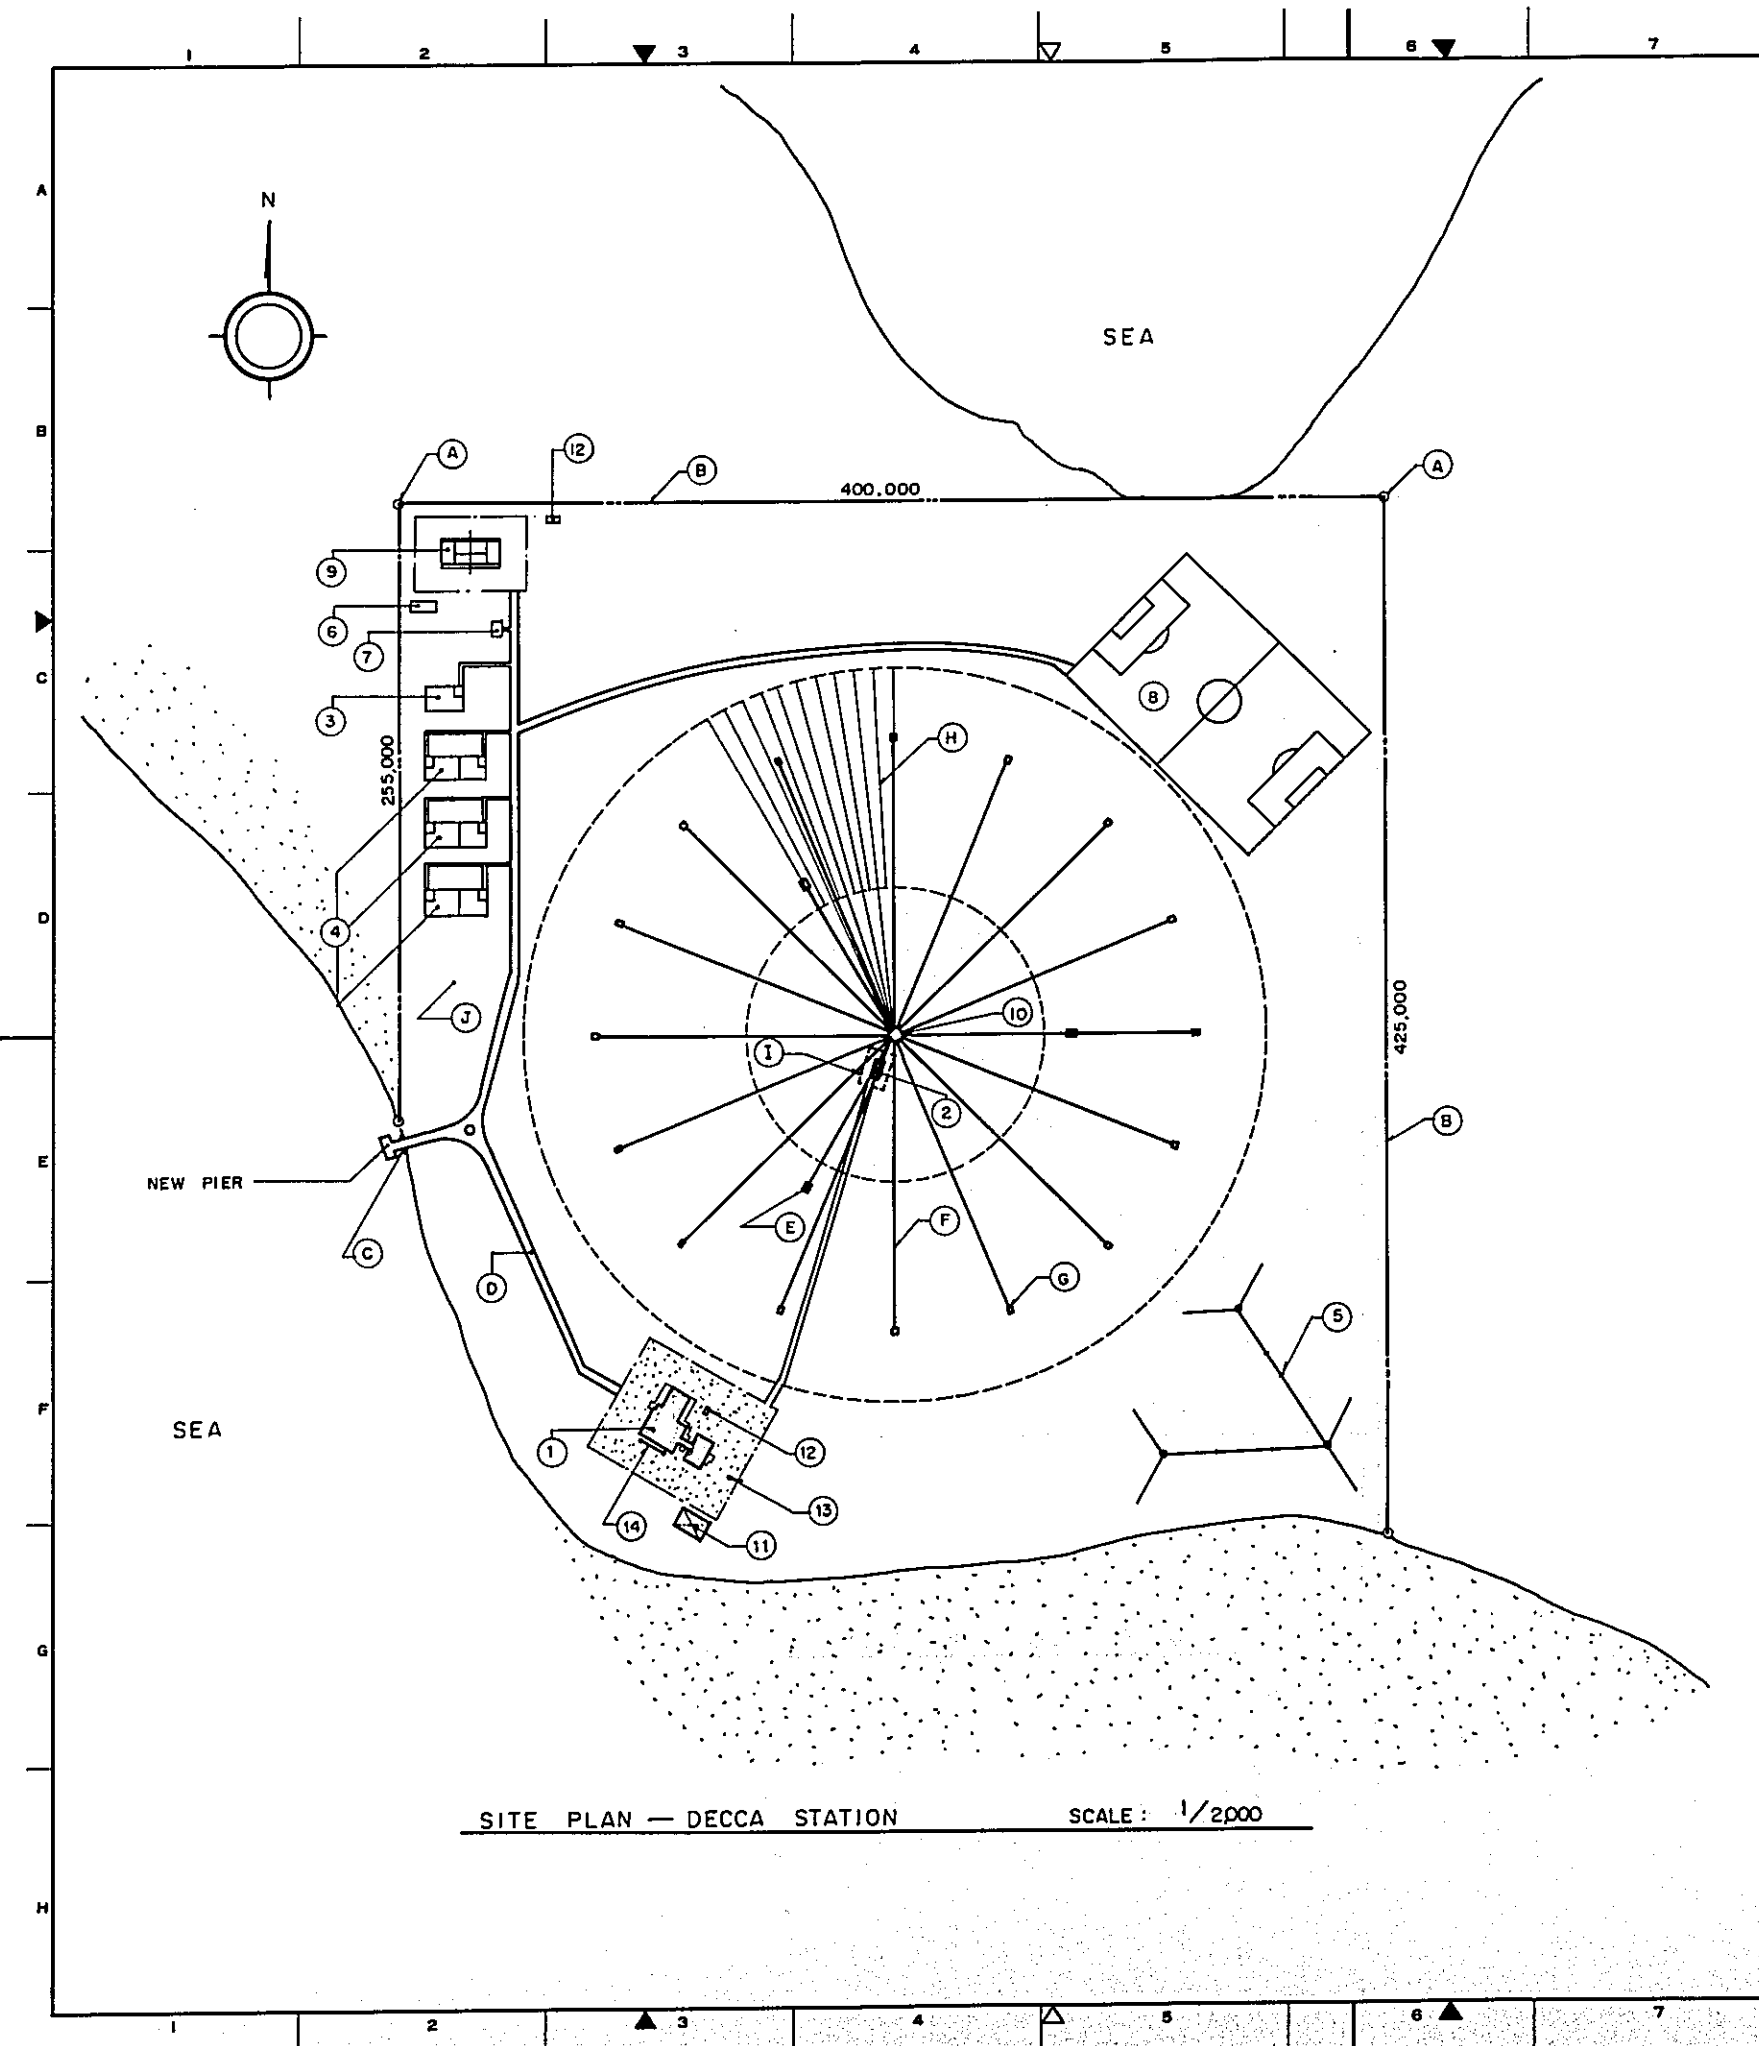 1 2 3 4 5 6 7
A
N
SEA
B
A 12 B 400,000 A
9
6
7
C
3
8
H
255,000
D
4
J
10
I
425,000
2
B
E
NEW PIER
E
F
C
D
G
5
F
SEA
1
12
13
14
11
G
SITE PLAN — DECCA STATION SCALE: 1/2,000
H
1 2 3 4 5 6 7